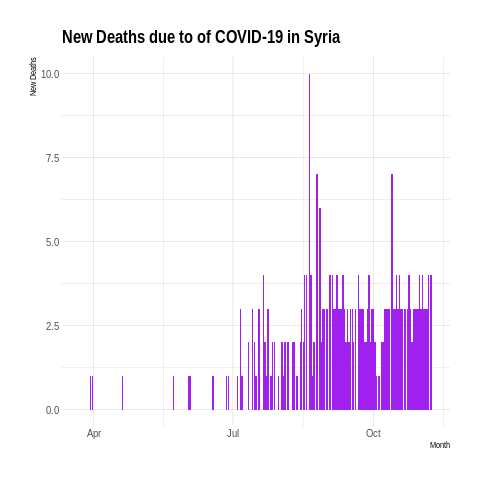 New Deaths due to of COVID-19 in Syria
New Deaths
10.0
7.5
5.0
2.5
0.0
Apr
Jul
Oct
Month